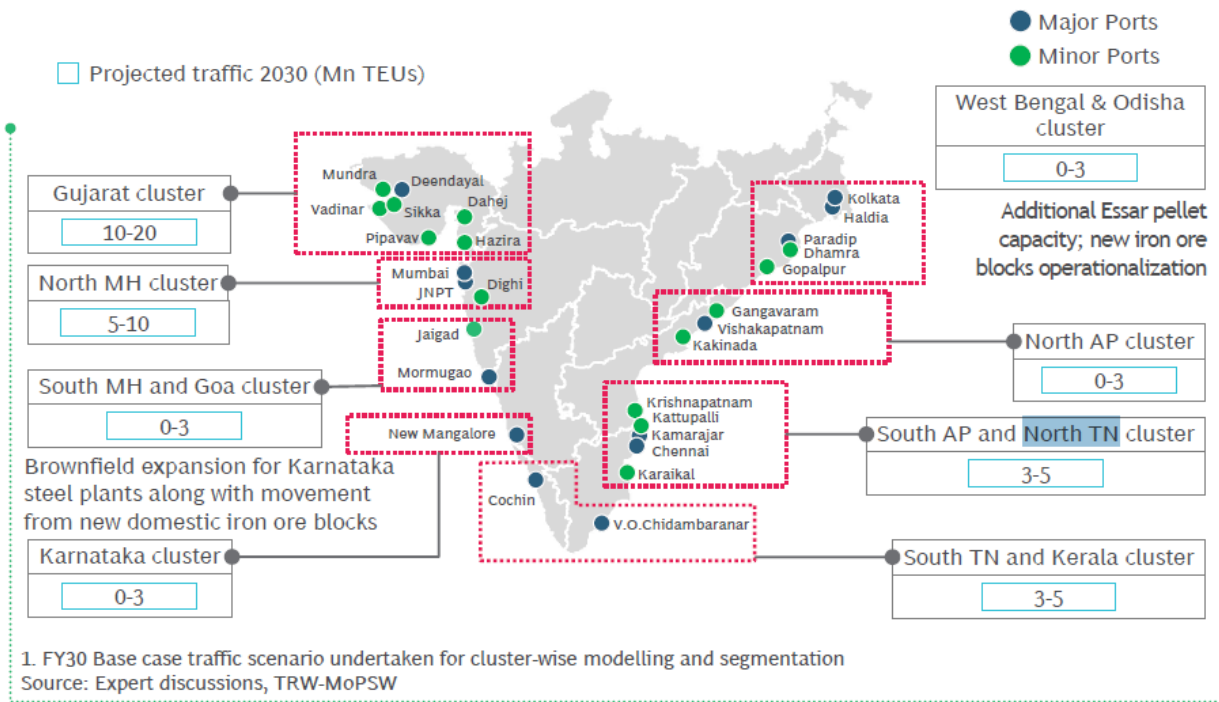 Major Ports
Minor Ports
Projected traffic 2030 (Mn TEUs)
West Bengal & Odisha
cluster
0-3
Additional Essar pellet
capacity; new iron ore
blocks operationalization
Gujarat cluster
10-20
North MH cluster
5-10
South MH and Goa cluster
0-3
Brownfield expansion for Karnataka
steel plants along with movement
from new domestic iron ore blocks
Karnataka cluster
0-3
Mundra
Deendayal
Vadinar
Sikka
Dahej
Pipavav
Hazira
Mumbai
JNPT
Dighi
Jaigad
Mormugao
New Mangalore
Cochin
V.O.Chidambaranar
Kolkata
Haldia
Paradip
Dhamra
Gopalpur
Gangavaram
Vishakapatnam
Kakinada
Krishnapatnam
Kattupalli
Kamarajar
Chennai
Karaikal
North AP cluster
0-3
South AP and North TN cluster
3-5
South TN and Kerala cluster
3-5
1. FY30 Base case traffic scenario undertaken for cluster-wise modelling and segmentation
Source: Expert discussions, TRW-MoPSW